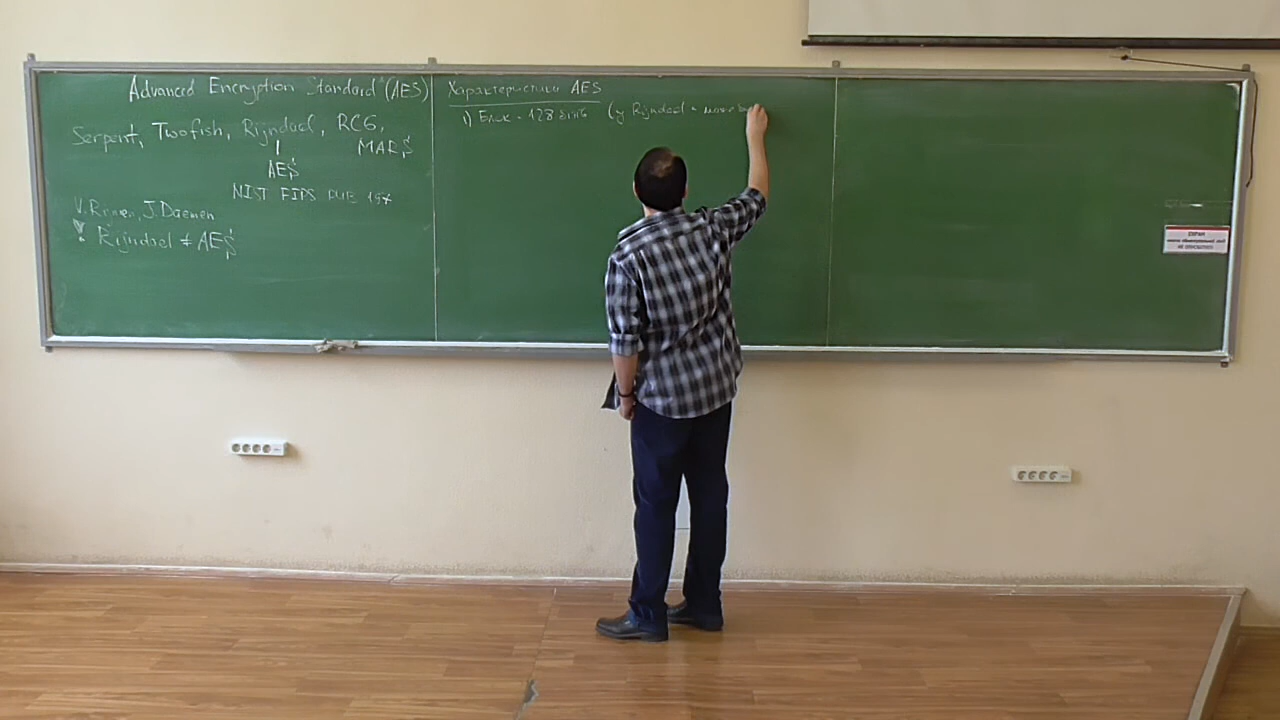 Advanced Encryption Standard (AES)
Serpent, Twofish, Rijndael, RC6,
MARS
AES
NIST FIPS PUB 197
V. Rijmen, J. Daemen
! Rijndael ≠ AES
Характеристики AES
1) Блок - 128 біт (у Rijndael -